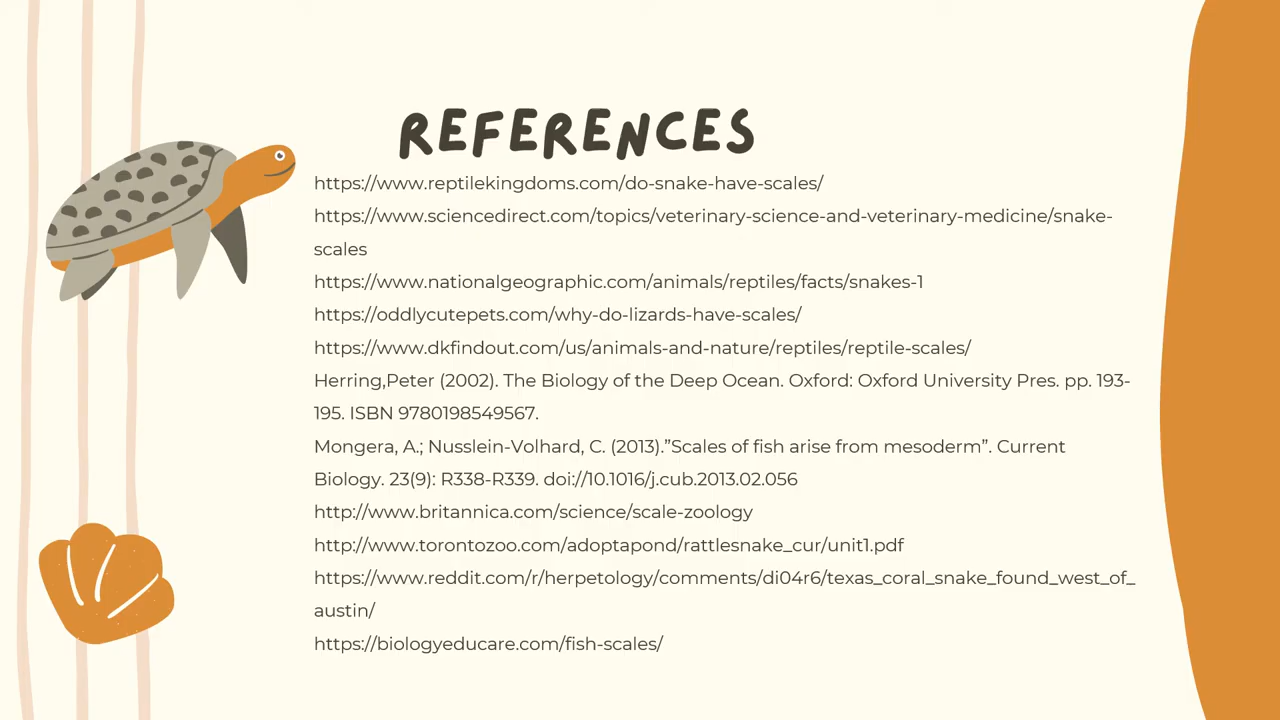 REFERENCES
https://www.reptilekingdoms.com/do-snake-have-scales/
https://www.sciencedirect.com/topics/veterinary-science-and-veterinary-medicine/snake-
scales
https://www.nationalgeographic.com/animals/reptiles/facts/snakes-1
https://oddlycutepets.com/why-do-lizards-have-scales/
https://www.dkfindout.com/us/animals-and-nature/reptiles/reptile-scales/
Herring,Peter (2002). The Biology of the Deep Ocean. Oxford: Oxford University Pres. pp. 193-
195. ISBN 9780198549567.
Mongera, A.; Nusslein-Volhard, C. (2013).”Scales of fish arise from mesoderm”. Current
Biology. 23(9): R338-R339. doi://10.1016/j.cub.2013.02.056
http://www.britannica.com/science/scale-zoology
http://www.torontozoo.com/adoptapond/rattlesnake_cur/unit1.pdf
https://www.reddit.com/r/herpetology/comments/di04r6/texas_coral_snake_found_west_of_
austin/
https://biologyeducare.com/fish-scales/